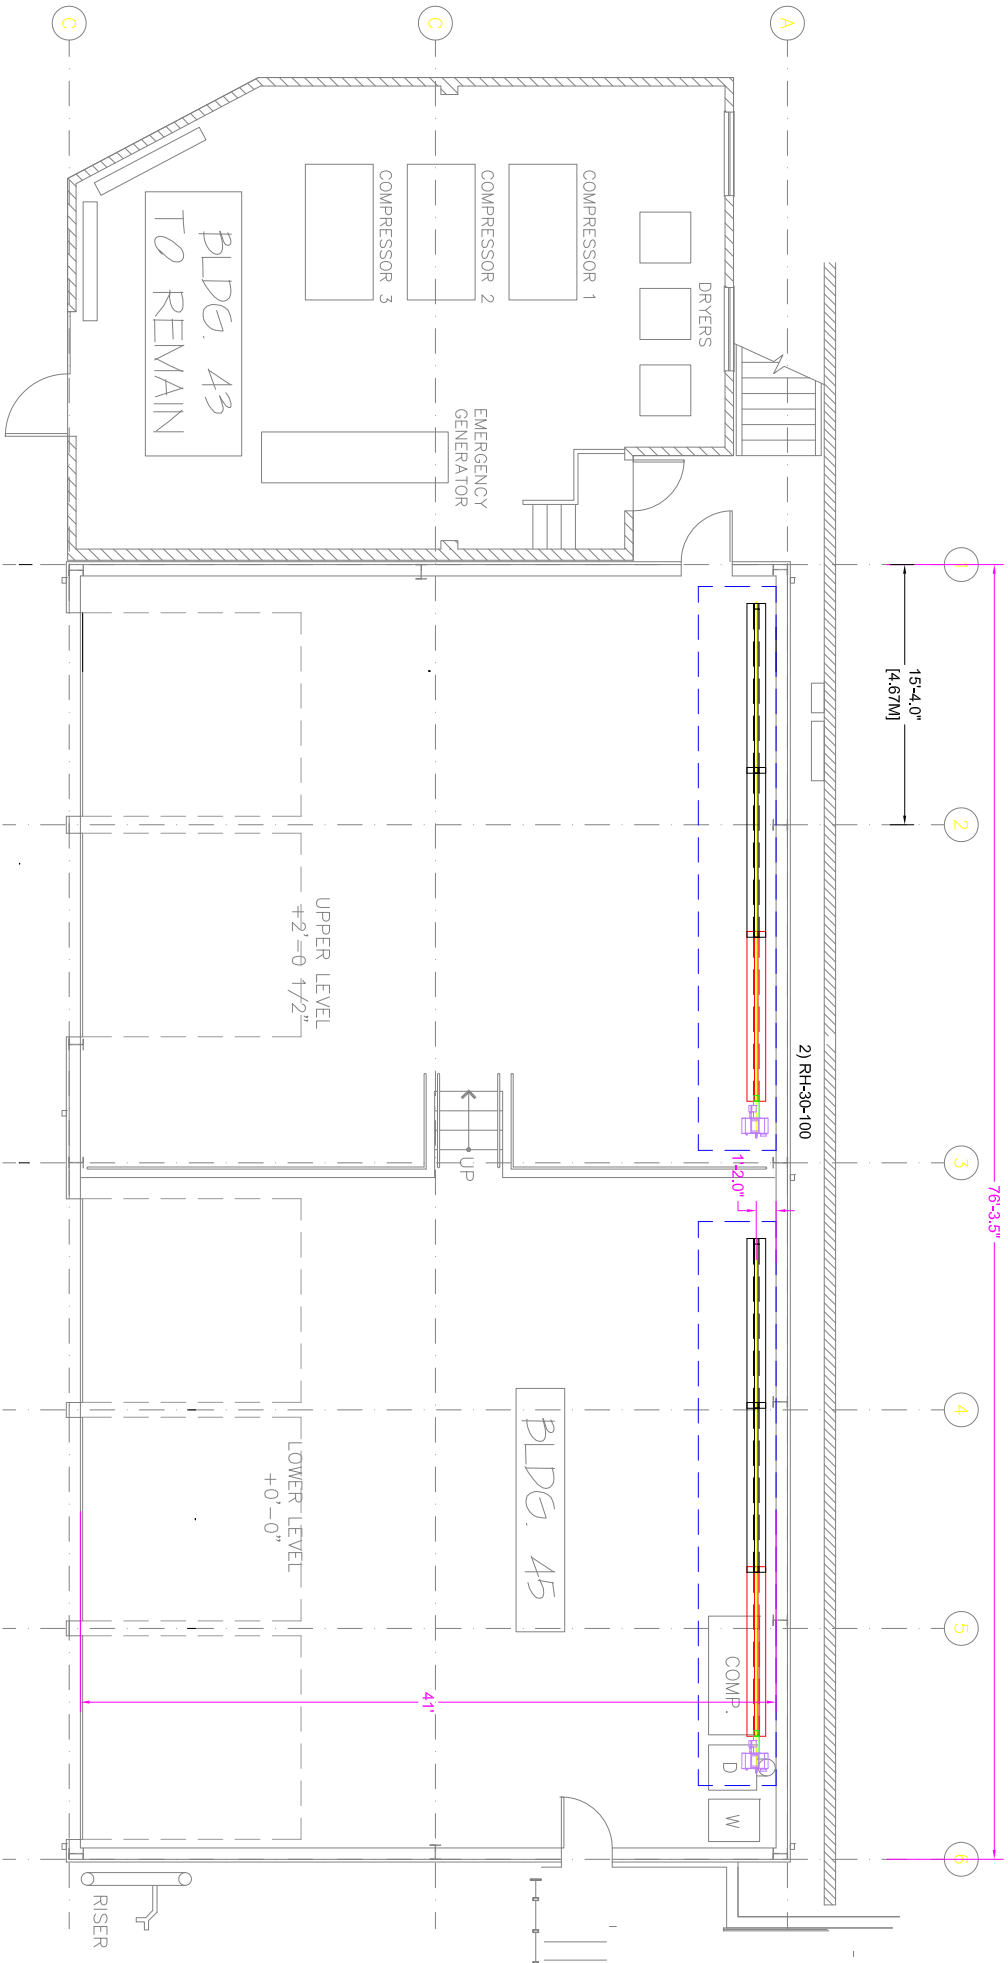 C
C
A
COMPRESSOR 1
COMPRESSOR 2
COMPRESSOR 3
DRYERS
BLDG. 43
TO REMAIN
EMERGENCY
GENERATOR
1
15'-4.0"
[4.67M]
2
UPPER LEVEL
+2'-0 1/2"
2) RH-30-100
UP
1'-2.0"
3
76'-3.5"
4
BLDG. 45
LOWER LEVEL
+0'-0"
5
COMP.
41'
D
W
6
RISER